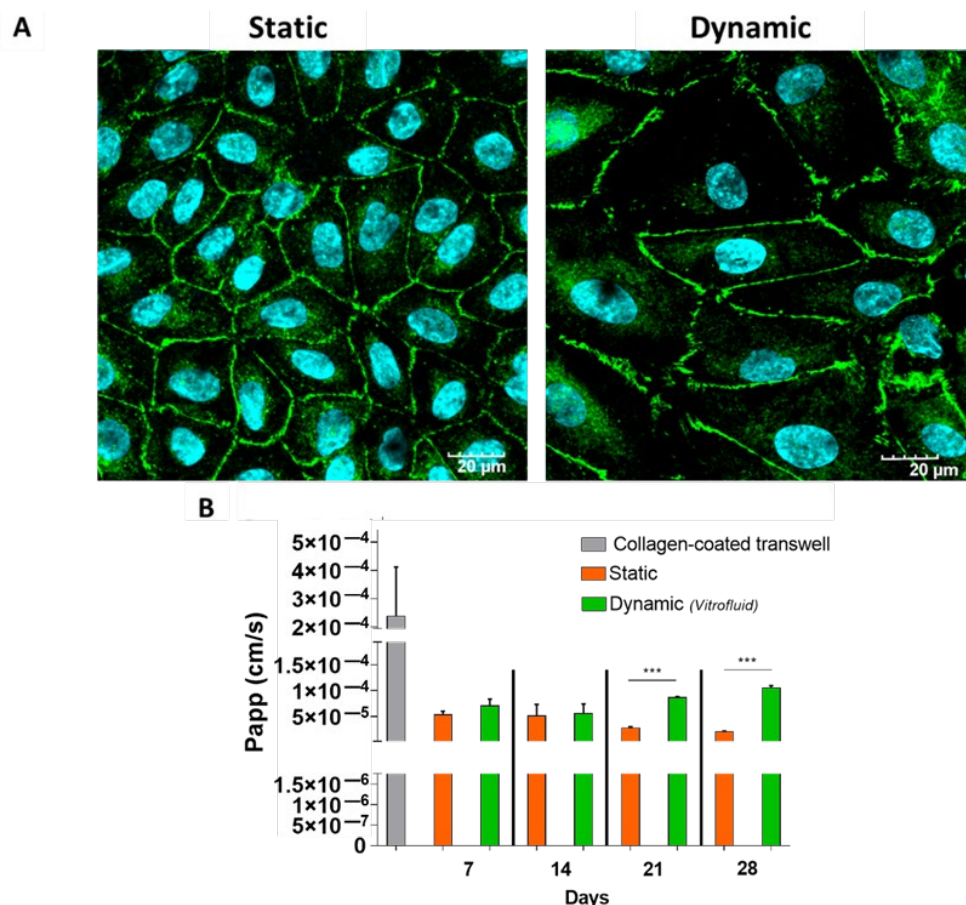 A
Static
Dynamic
20 µm
20 µm
B
5×10⁻⁴
4×10⁻⁴
3×10⁻⁴
2×10⁻⁴
1.5×10⁻⁴
1×10⁻⁴
5×10⁻⁵
1.5×10⁻⁶
1×10⁻⁶
5×10⁻⁷
0
Papp (cm/s)
Collagen-coated transwell
Static
Dynamic (Vitrofluid)
***
***
7 14 21 28
Days